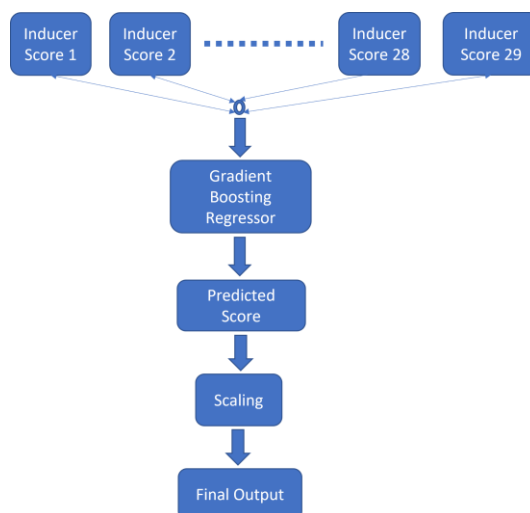 Inducer
Score 1
Inducer
Score 2
Inducer
Score 28
Inducer
Score 29
Gradient
Boosting
Regressor
Predicted
Score
Scaling
Final Output